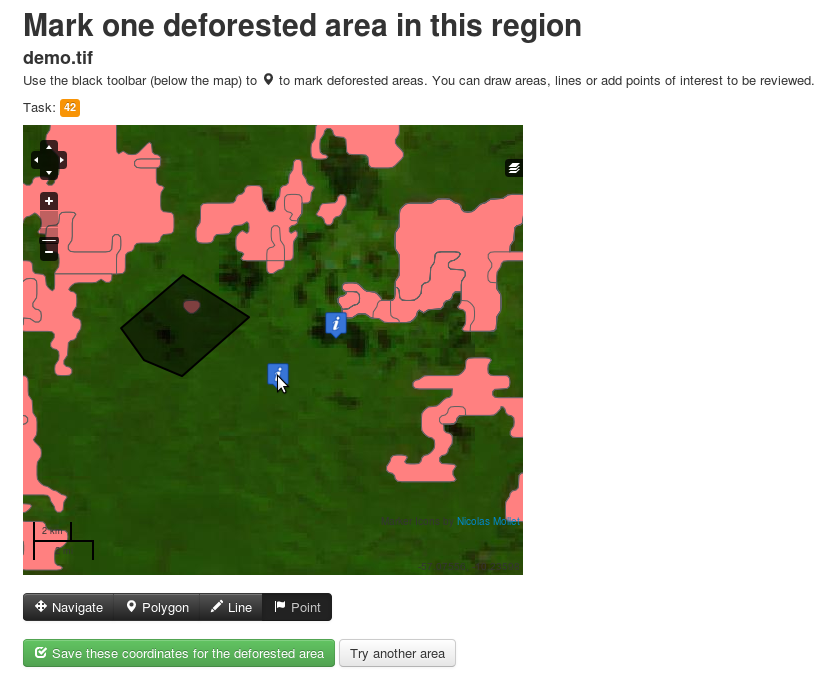 Mark one deforested area in this region
demo.tif
Use the black toolbar (below the map) to to mark deforested areas. You can draw areas, lines or add points of interest to be reviewed.
Task: 42
i
i
2 km
Nicolas Mollet
Navigate Polygon Line Point
Save these coordinates for the deforested area Try another area